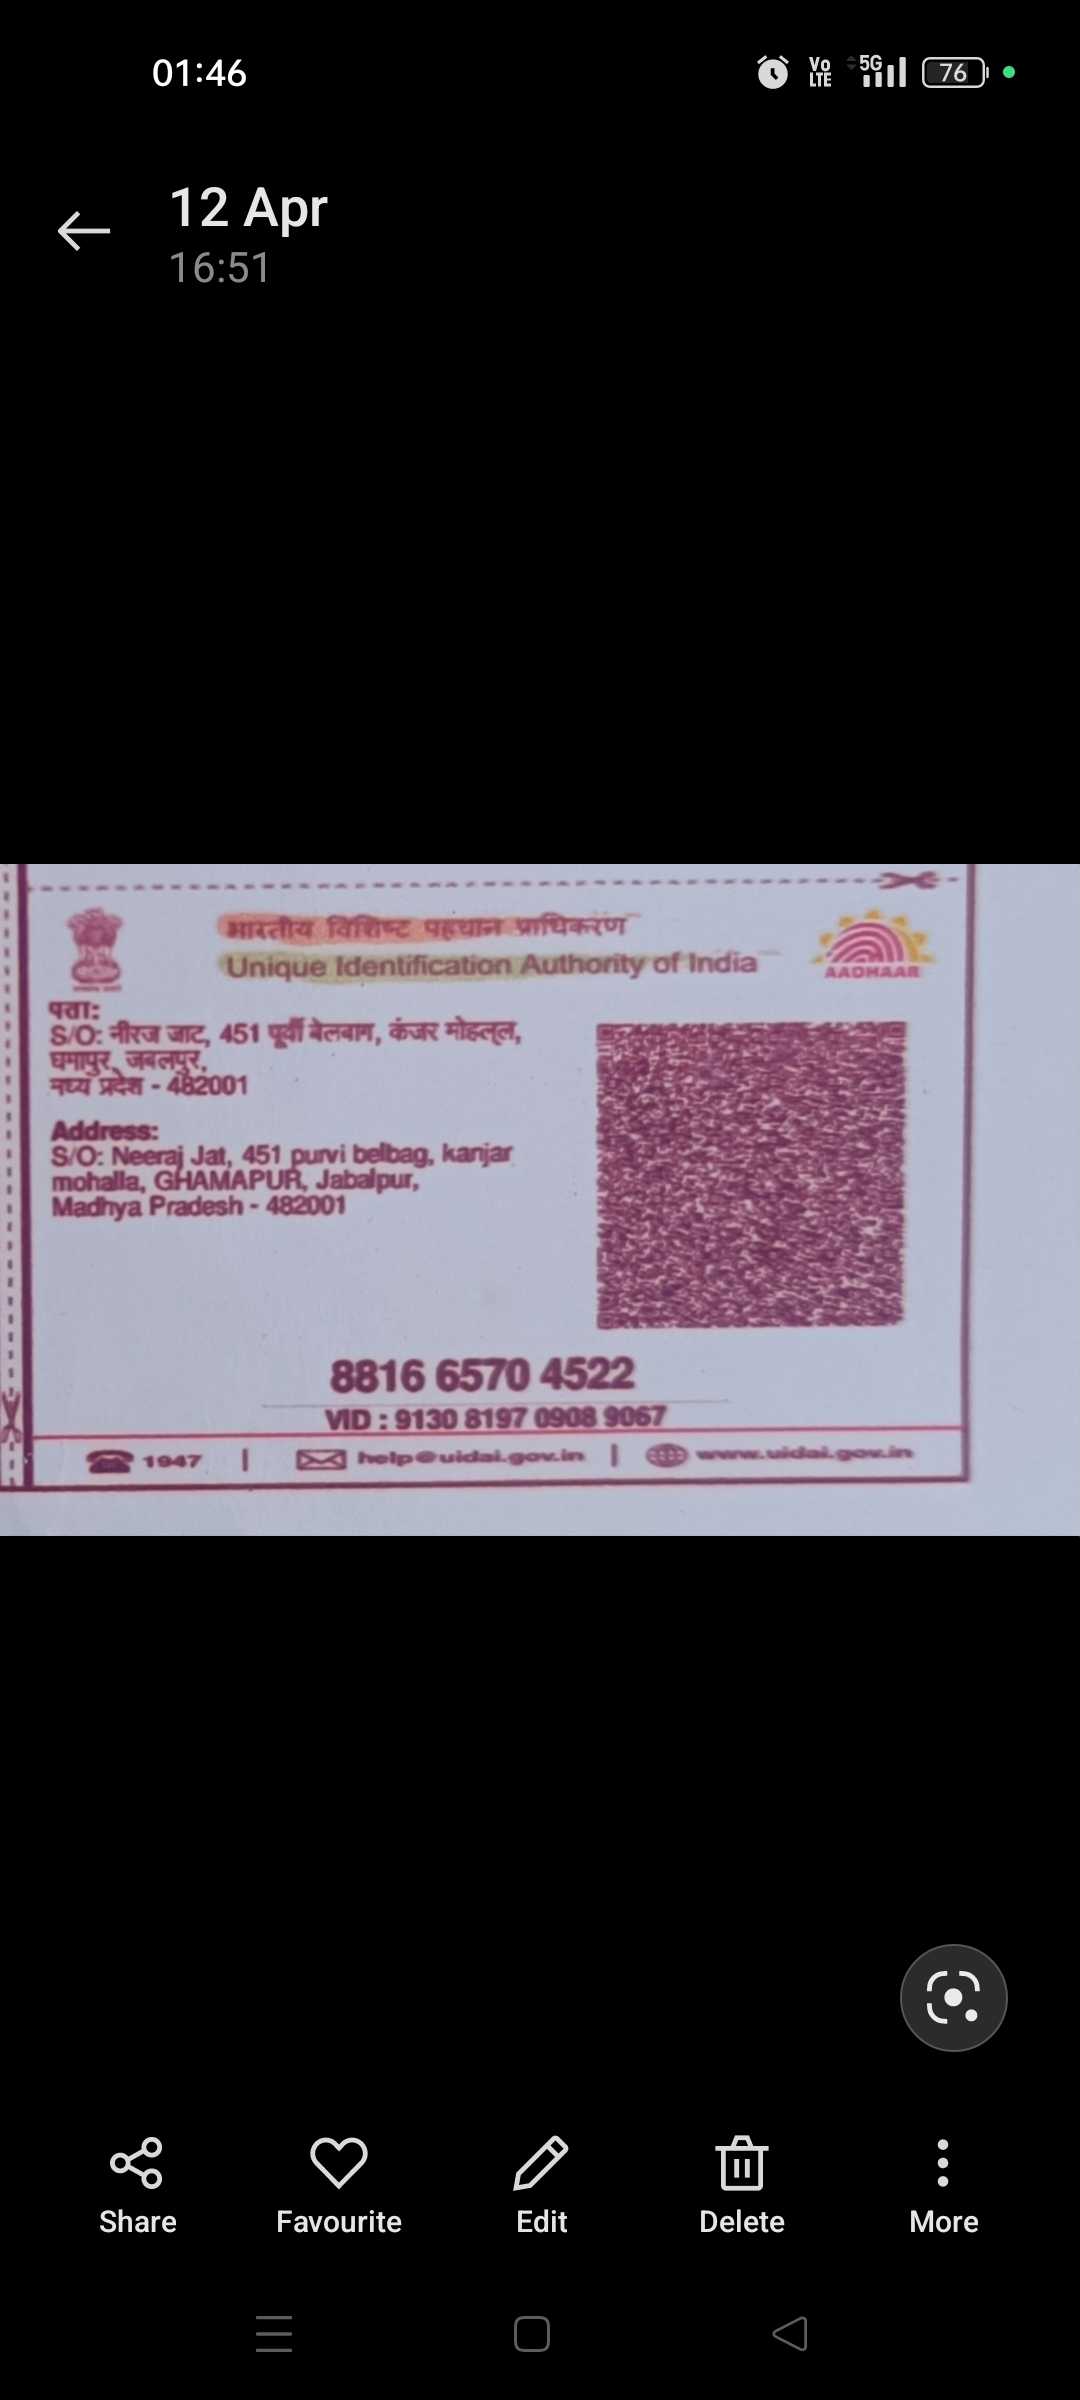 01:46
Vo LTE 5G 76
12 Apr
16:51
भारतीय विशिष्ट पहचान प्राधिकरण
Unique Identification Authority of India
AADHAAR
पता:
S/O: नीरज जाट, 451 पूर्वी बेलबाग, कंजर मोहल्ल,
घमापुर, जबलपुर,
मध्य प्रदेश - 482001
Address:
S/O: Neeraj Jat, 451 purvi belbag, kanjar
mohalla, GHAMAPUR, Jabalpur,
Madhya Pradesh - 482001
8816 6570 4522
VID : 9130 8197 0908 9067
1947 | help@uidai.gov.in | www.uidai.gov.in
Share Favourite Edit Delete More